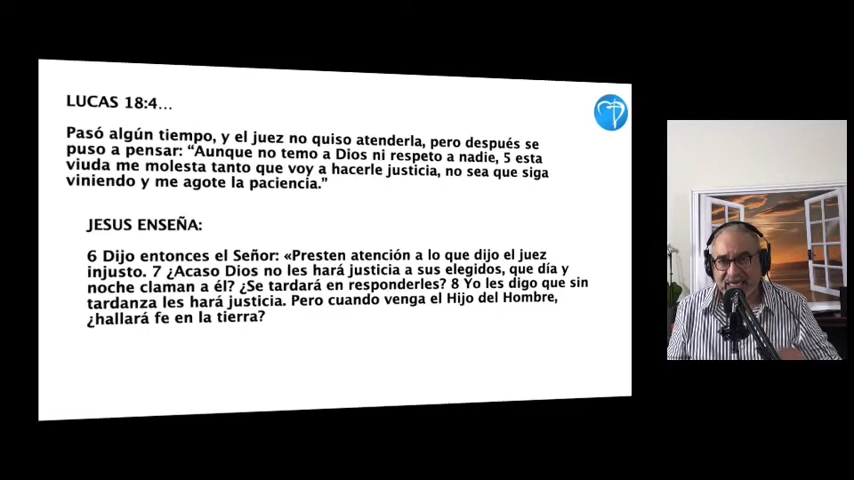 LUCAS 18:4...
Pasó algún tiempo, y el juez no quiso atenderla, pero después se
puso a pensar: “Aunque no temo a Dios ni respeto a nadie, 5 esta
viuda me molesta tanto que voy a hacerle justicia, no sea que siga
viniendo y me agote la paciencia.”
JESUS ENSEÑA:
6 Dijo entonces el Señor: «Presten atención a lo que dijo el juez
injusto. 7 ¿Acaso Dios no les hará justicia a sus elegidos, que día y
noche claman a él? ¿Se tardará en responderles? 8 Yo les digo que sin
tardanza les hará justicia. Pero cuando venga el Hijo del Hombre,
¿hallará fe en la tierra?